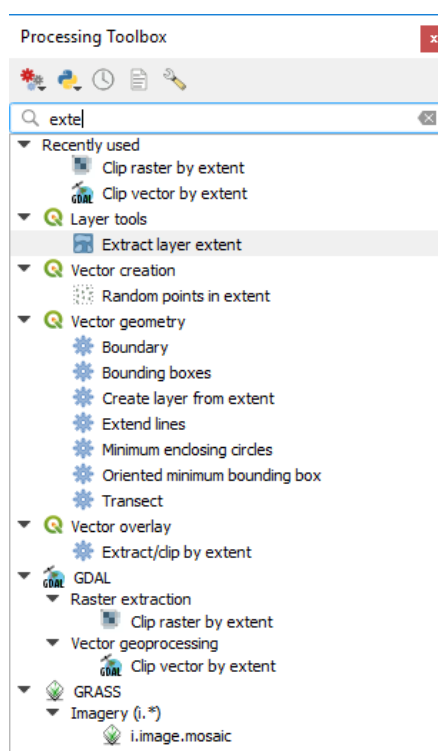 Processing Toolbox
x
exte
Recently used
Clip raster by extent
GDAL Clip vector by extent
Layer tools
Extract layer extent
Vector creation
Random points in extent
Vector geometry
Boundary
Bounding boxes
Create layer from extent
Extend lines
Minimum enclosing circles
Oriented minimum bounding box
Transect
Vector overlay
Extract/clip by extent
GDAL GDAL
Raster extraction
Clip raster by extent
Vector geoprocessing
GDAL Clip vector by extent
GRASS
Imagery (i.*)
i.image.mosaic